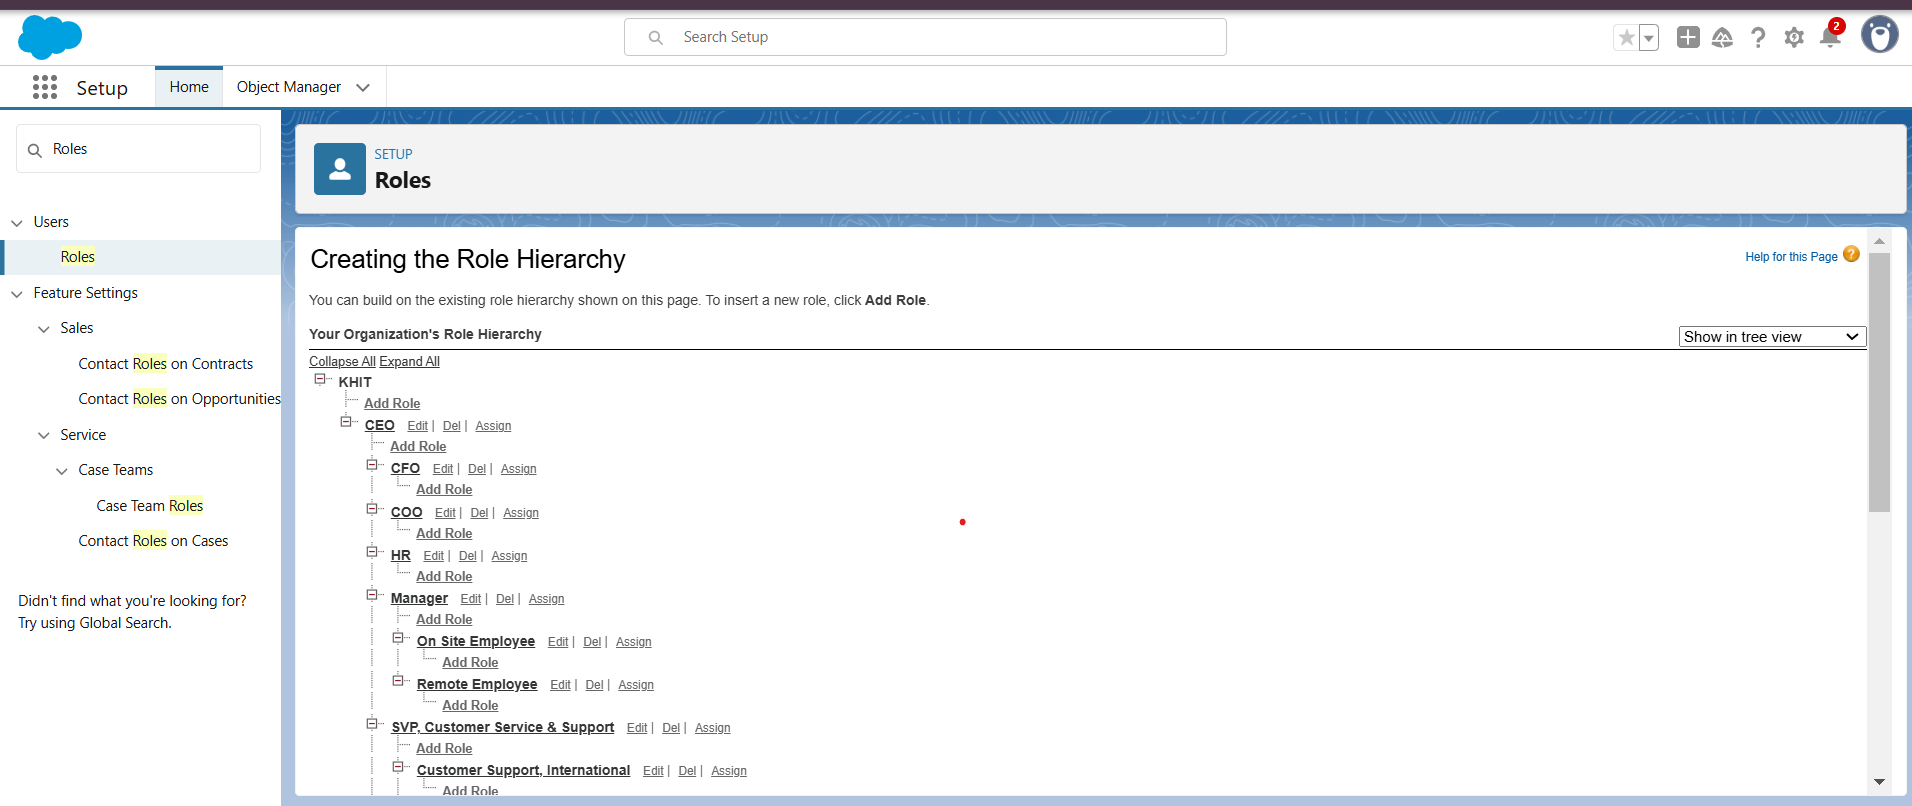 Search Setup
2
Setup
Home
Object Manager
Roles
Users
Roles
Feature Settings
Sales
Contact Roles on Contracts
Contact Roles on Opportunities
Service
Case Teams
Case Team Roles
Contact Roles on Cases
Didn't find what you're looking for?
Try using Global Search.
SETUP
Roles
Creating the Role Hierarchy
Help for this Page ?
You can build on the existing role hierarchy shown on this page. To insert a new role, click Add Role.
Your Organization's Role Hierarchy
Show in tree view
Collapse All Expand All
KHIT
Add Role
CEO Edit | Del | Assign
Add Role
CFO Edit | Del | Assign
Add Role
COO Edit | Del | Assign
Add Role
HR Edit | Del | Assign
Add Role
Manager Edit | Del | Assign
Add Role
On Site Employee Edit | Del | Assign
Add Role
Remote Employee Edit | Del | Assign
Add Role
SVP, Customer Service & Support Edit | Del | Assign
Add Role
Customer Support, International Edit | Del | Assign
Add Role